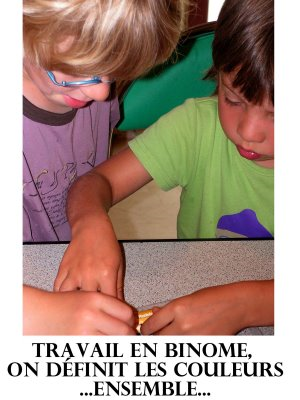 TRAVAIL EN BINOME,
ON DÉFINIT LES COULEURS
...ENSEMBLE...